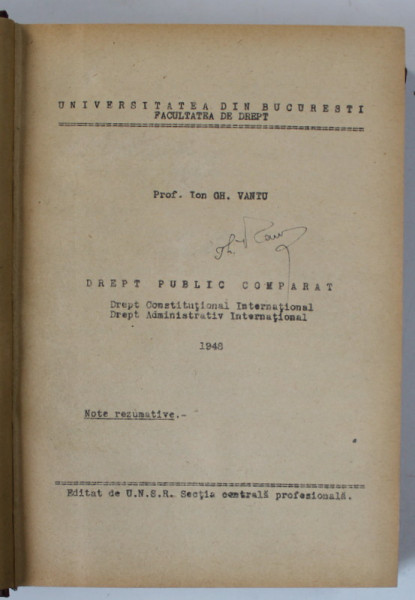 UNIVERSITATEA DIN BUCURESTI
FACULTATEA DE DREPT
Prof. Ion GH. VANTU
DREPT PUBLIC COMPARAT
Drept Constituţional Internaţional
Drept Administrativ Internaţional
1948
Note rezumative.-
Editat de U.N.S.R. Secţia centrală profesională.